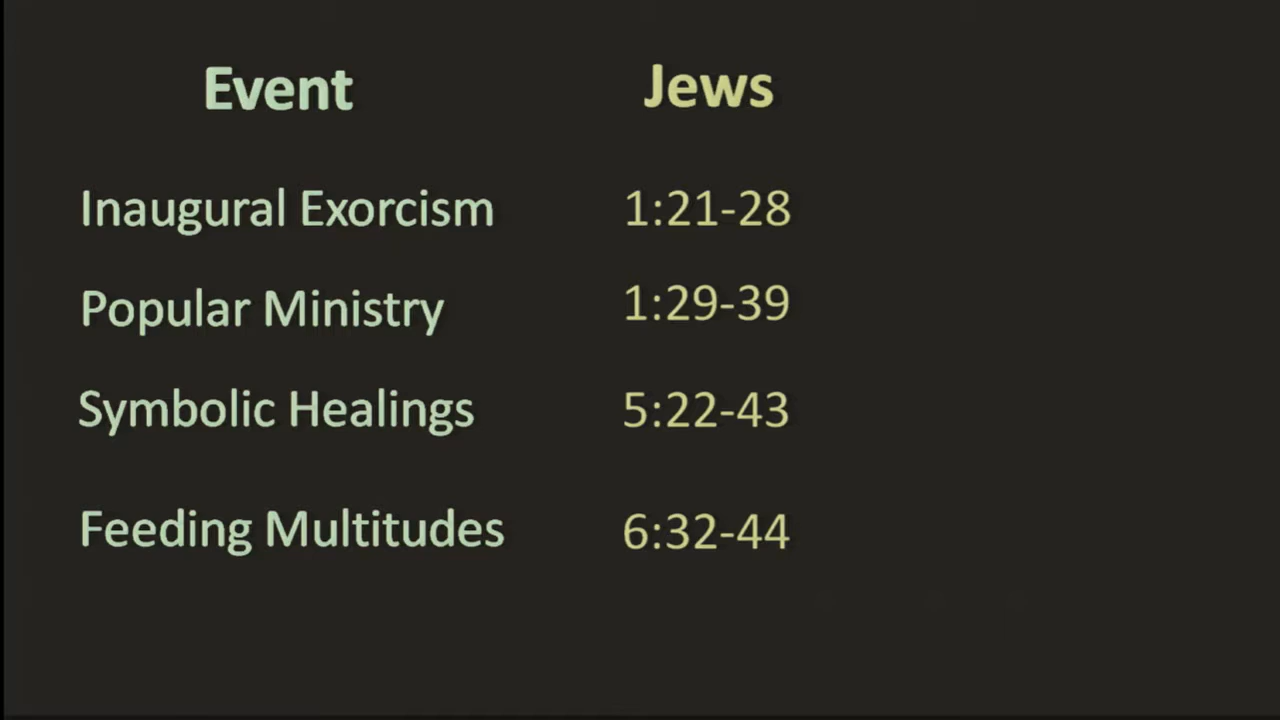 Event Jews
Inaugural Exorcism 1:21-28
Popular Ministry 1:29-39
Symbolic Healings 5:22-43
Feeding Multitudes 6:32-44